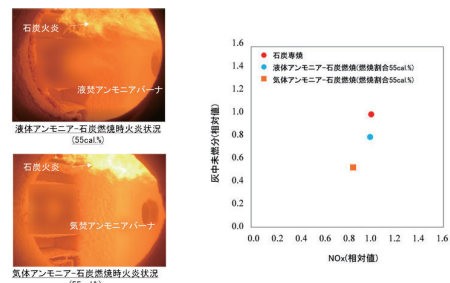 石炭火炎
液焚アンモニアバーナ
液体アンモニア-石炭燃焼時火炎状況
(55cal.%)
石炭火炎
気焚アンモニアバーナ
気体アンモニア-石炭燃焼時火炎状況
(55cal.%)
石炭専焼
液体アンモニア-石炭燃焼(燃焼割合55cal.%)
気体アンモニア-石炭燃焼(燃焼割合55cal.%)
灰中未燃分(相対値)
1.6
1.4
1.2
1.0
0.8
0.6
0.4
0.2
0.0
0.0 0.2 0.4 0.6 0.8 1.0 1.2 1.4 1.6
NOx(相対値)